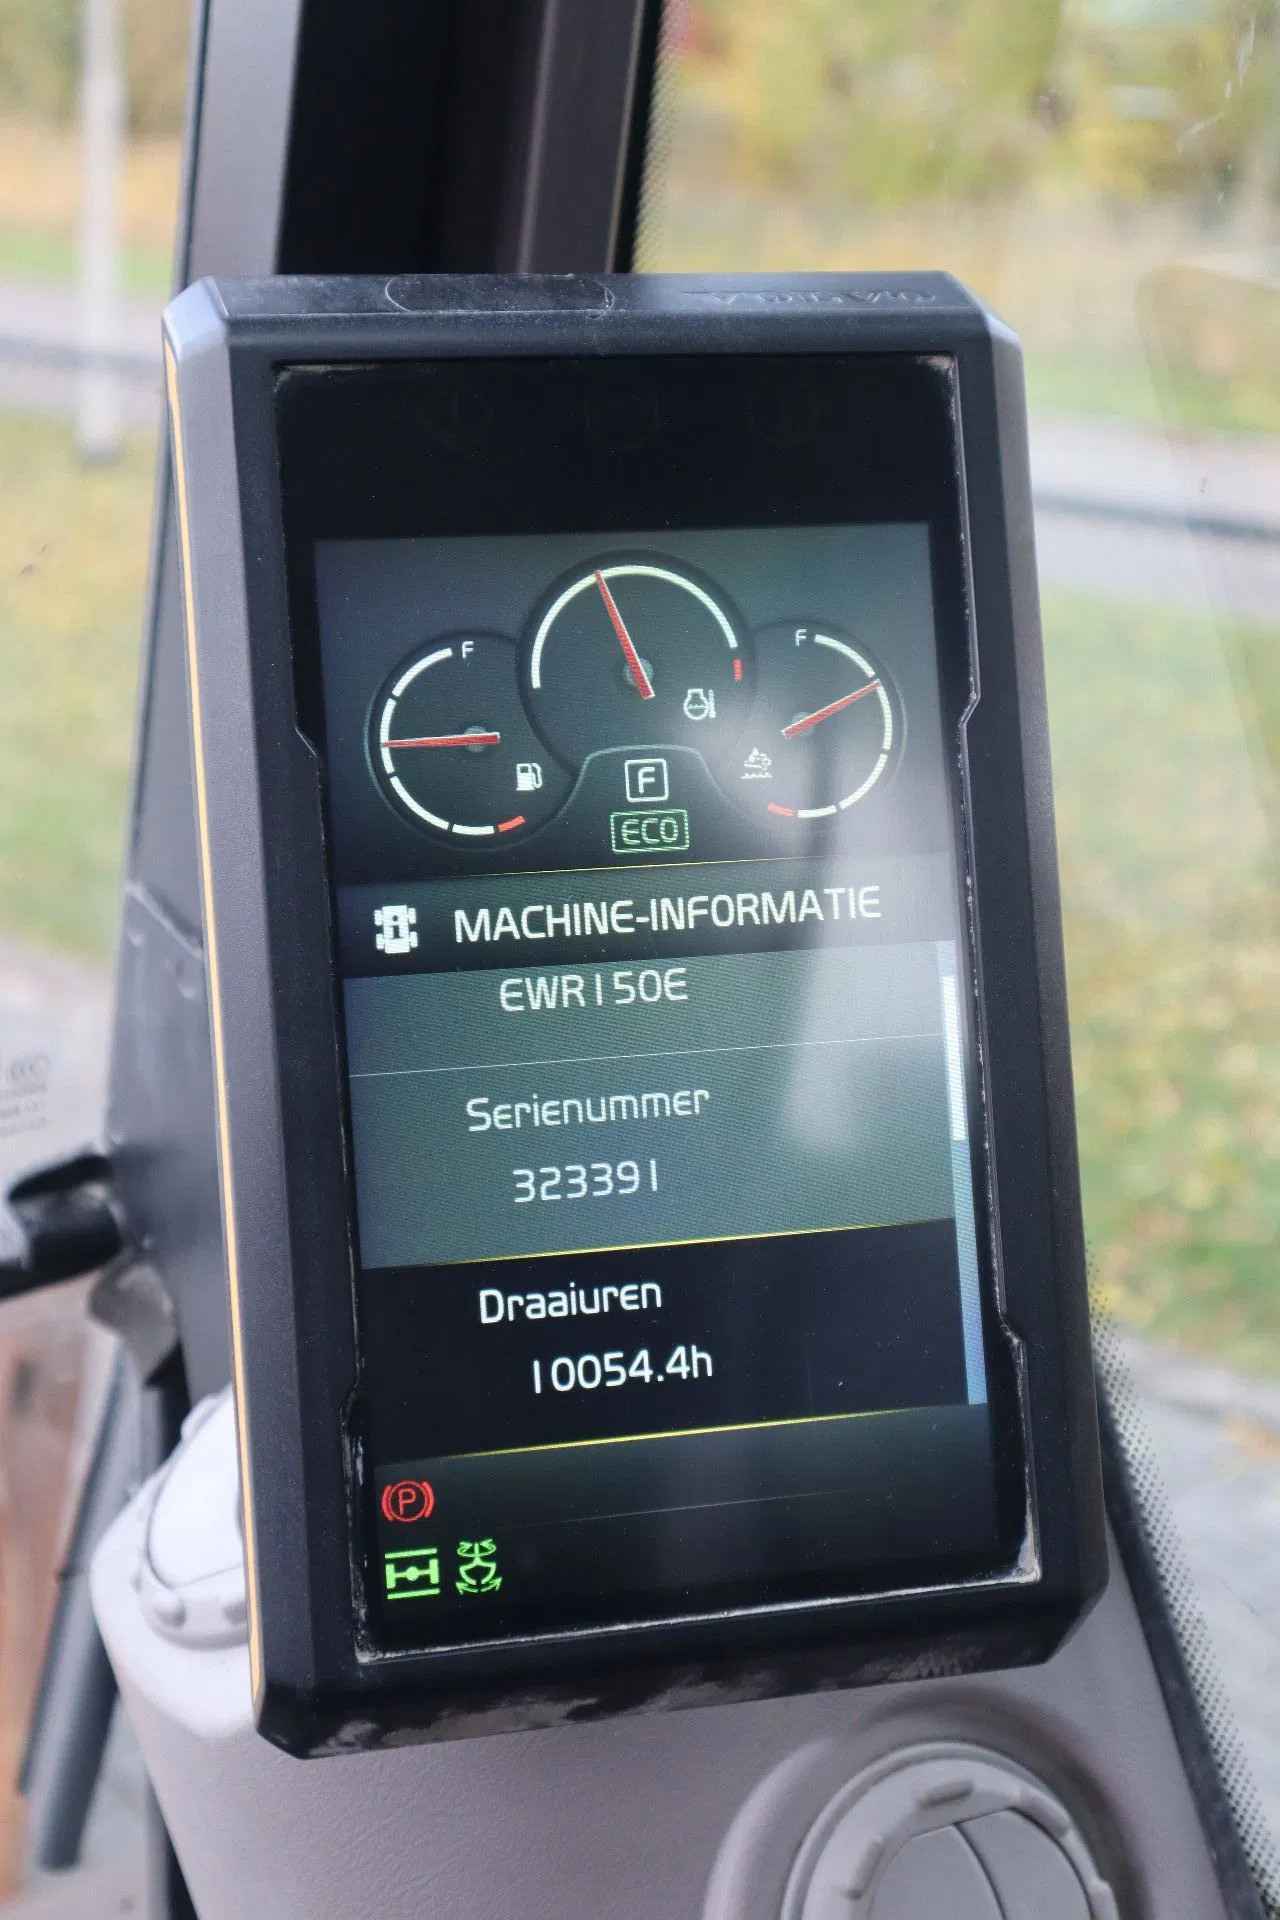 F
F
F
ECO
MACHINE-INFORMATIE
EWR150E
Serienummer
323391
Draaiuren
10054.4h
P